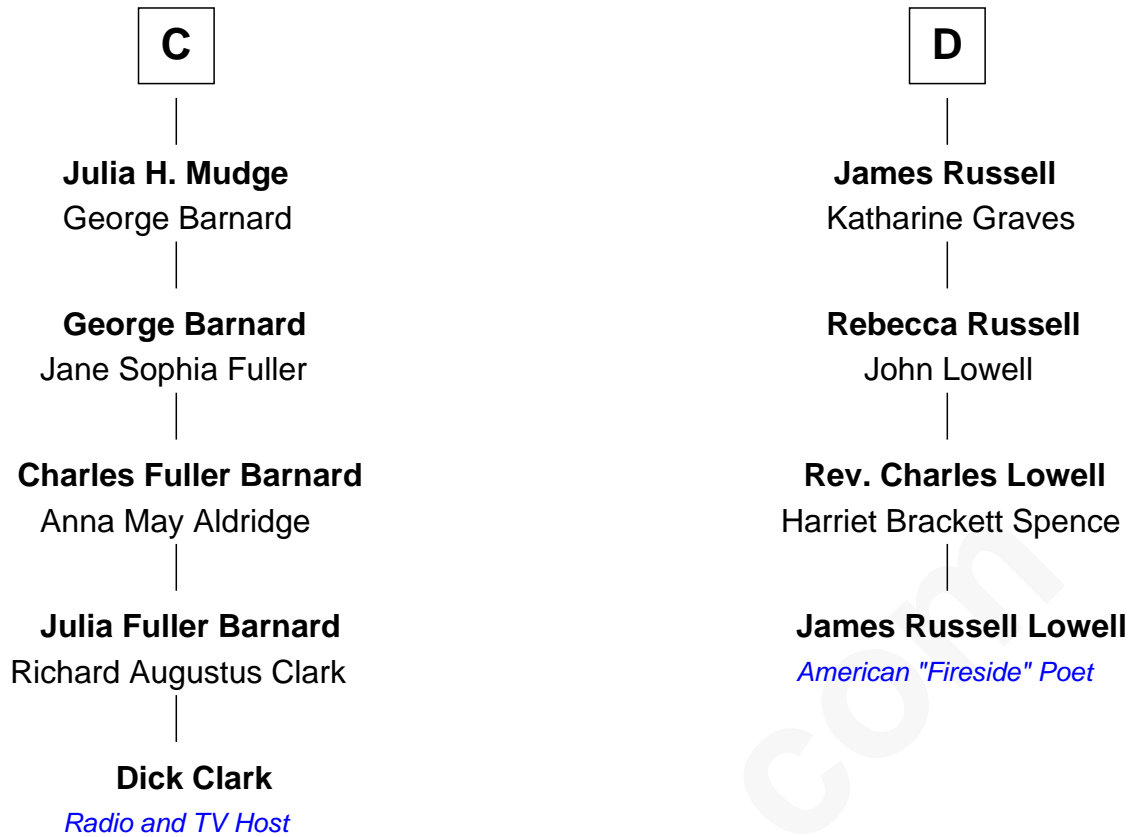 C
Julia H. Mudge
George Barnard
George Barnard
Jane Sophia Fuller
Charles Fuller Barnard
Anna May Aldridge
Julia Fuller Barnard
Richard Augustus Clark
Dick Clark
Radio and TV Host
D
James Russell
Katharine Graves
Rebecca Russell
John Lowell
Rev. Charles Lowell
Harriet Brackett Spence
James Russell Lowell
American "Fireside" Poet
com